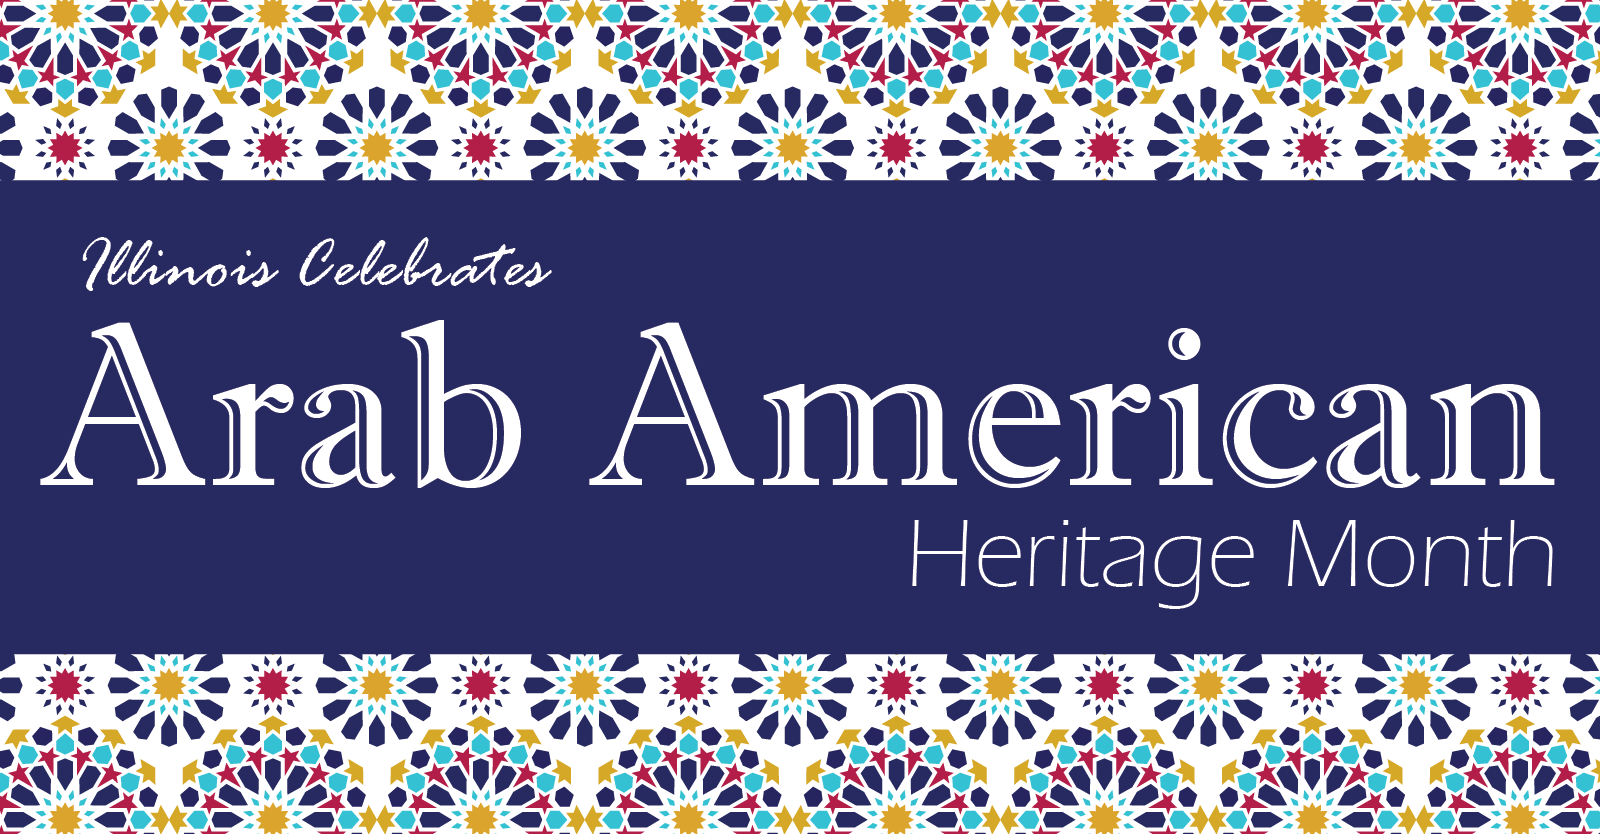 Illinois Celebrates
Arab American
Heritage Month